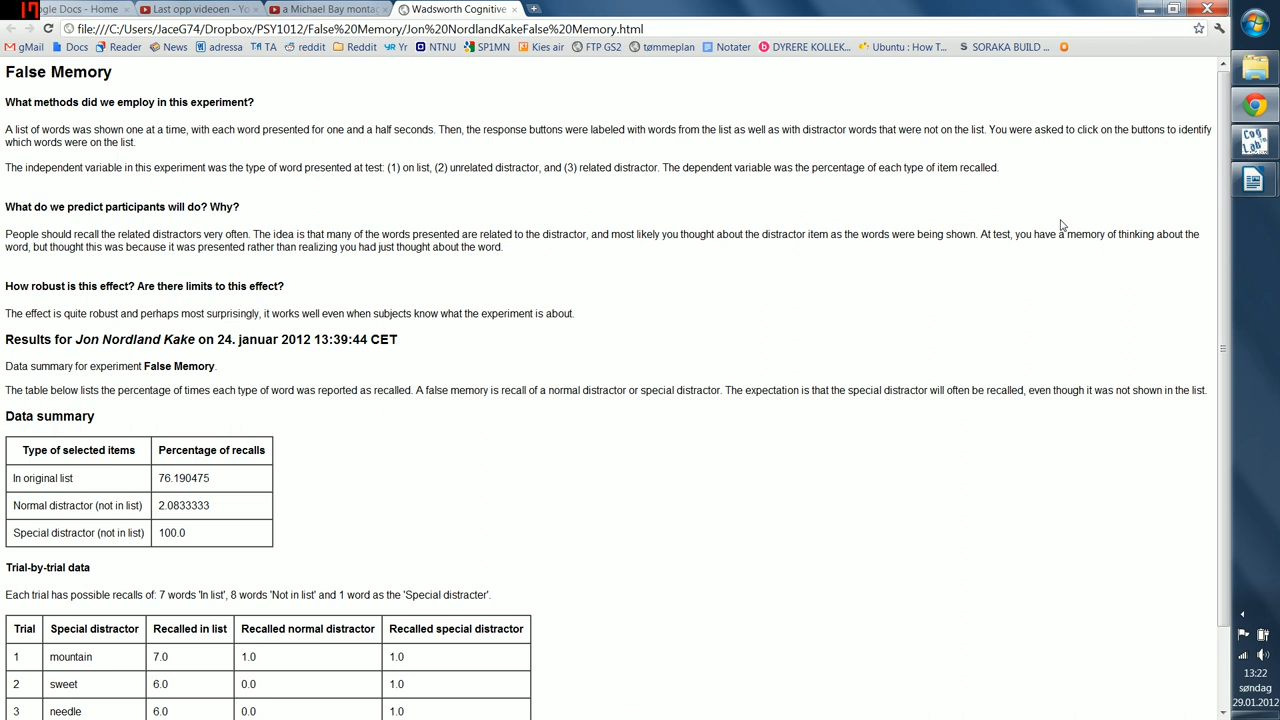 gle Docs - Home
Last opp videoen - Yo
a Michael Bay montag
Wadsworth Cognitive
file:///C:/Users/JaceG74/Dropbox/PSY1012/False%20Memory/Jon%20NordlandKakeFalse%20Memory.html
gMail Docs Reader News adressa TA reddit Reddit Yr NTNU SP1MN Kies air FTP GS2 tømmeplan Notater DYRERE KOLLEK... Ubuntu : How T... SORAKA BUILD ...
False Memory
What methods did we employ in this experiment?
A list of words was shown one at a time, with each word presented for one and a half seconds. Then, the response buttons were labeled with words from the list as well as with distractor words that were not on the list. You were asked to click on the buttons to identify
which words were on the list.
The independent variable in this experiment was the type of word presented at test: (1) on list, (2) unrelated distractor, and (3) related distractor. The dependent variable was the percentage of each type of item recalled.
What do we predict participants will do? Why?
People should recall the related distractors very often. The idea is that many of the words presented are related to the distractor, and most likely you thought about the distractor item as the words were being shown. At test, you have a memory of thinking about the
word, but thought this was because it was presented rather than realizing you had just thought about the word.
How robust is this effect? Are there limits to this effect?
The effect is quite robust and perhaps most surprisingly, it works well even when subjects know what the experiment is about.
Results for Jon Nordland Kake on 24. januar 2012 13:39:44 CET
Data summary for experiment False Memory.
The table below lists the percentage of times each type of word was reported as recalled. A false memory is recall of a normal distractor or special distractor. The expectation is that the special distractor will often be recalled, even though it was not shown in the list.
Data summary
Type of selected items Percentage of recalls
In original list 76.190475
Normal distractor (not in list) 2.0833333
Special distractor (not in list) 100.0
Trial-by-trial data
Each trial has possible recalls of: 7 words 'In list', 8 words 'Not in list' and 1 word as the 'Special distracter'.
Trial Special distractor Recalled in list Recalled normal distractor Recalled special distractor
1 mountain 7.0 1.0 1.0
2 sweet 6.0 0.0 1.0
3 needle 6.0 0.0 1.0
Cog
Lab
13:22
søndag
29.01.2012